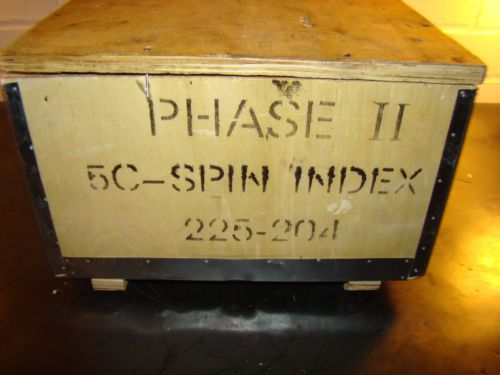 PHASE II
5C-SPIN INDEX
225-204